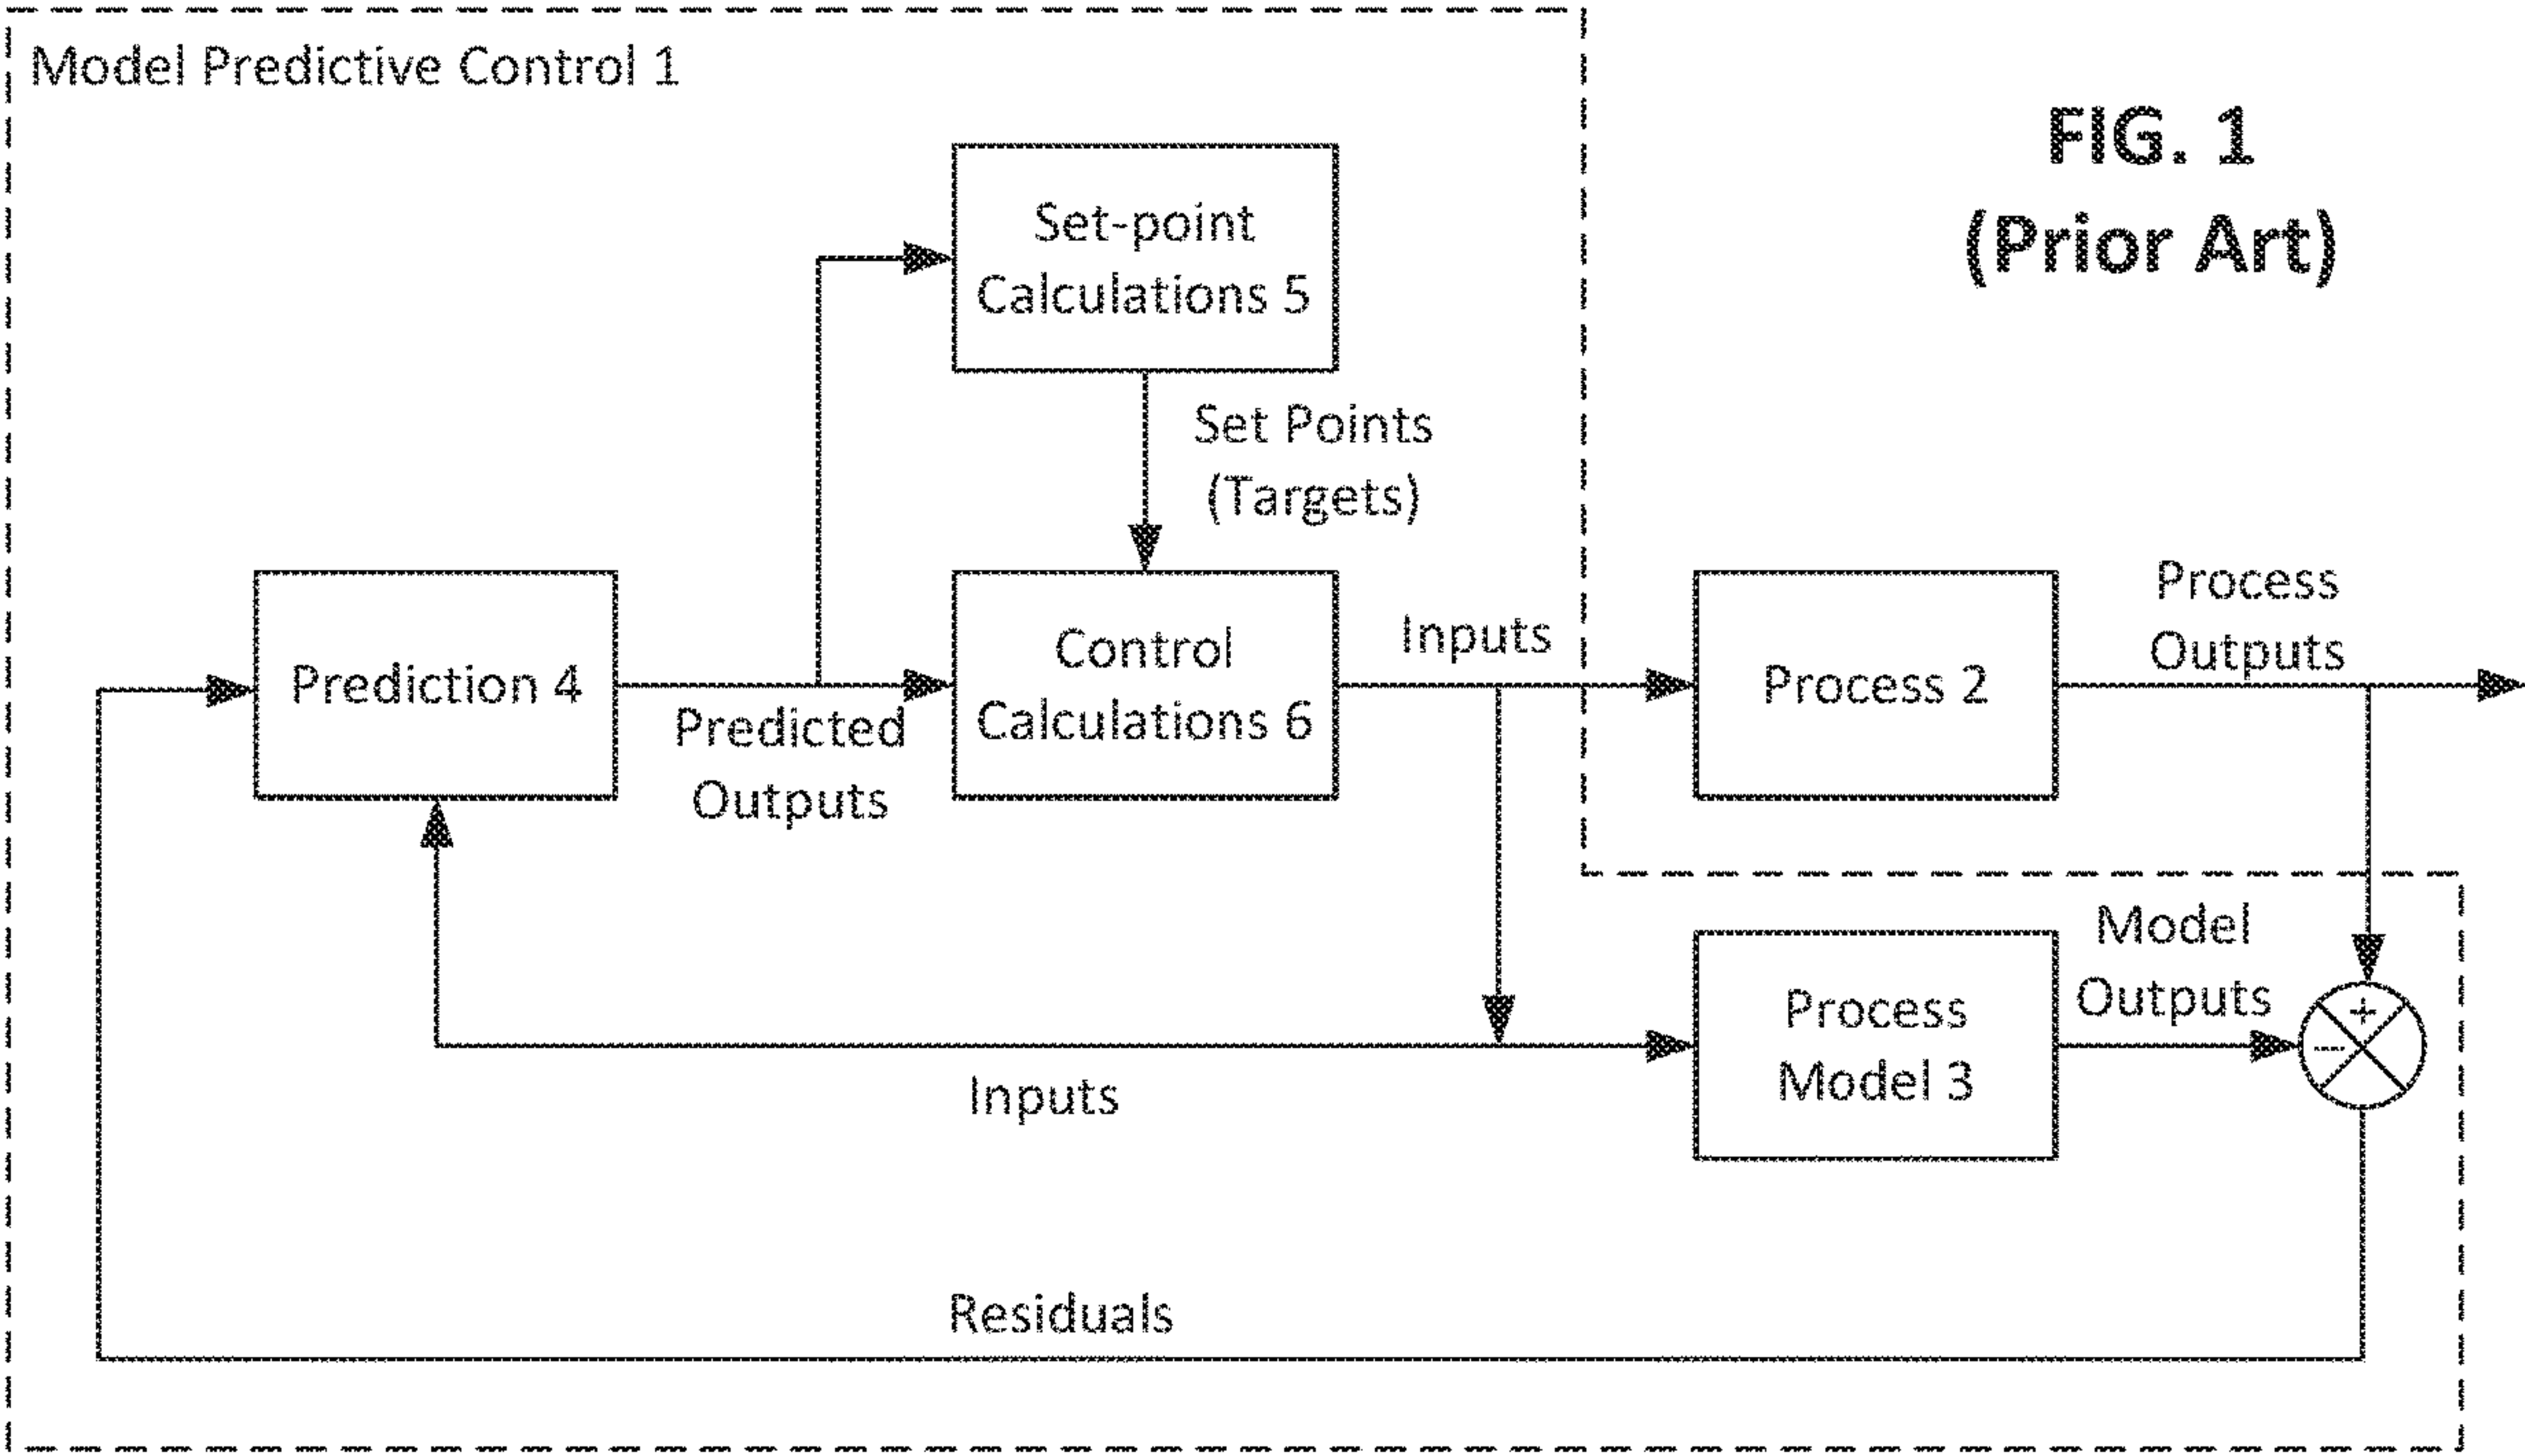 Model Predictive Control 1
FIG. 1
(Prior Art)
Set-point
Calculations 5
Set Points
(Targets)
Prediction 4
Predicted
Outputs
Control
Calculations 6
Inputs
Process 2
Process
Outputs
Process
Model 3
Model
Outputs
+
-
Inputs
Residuals